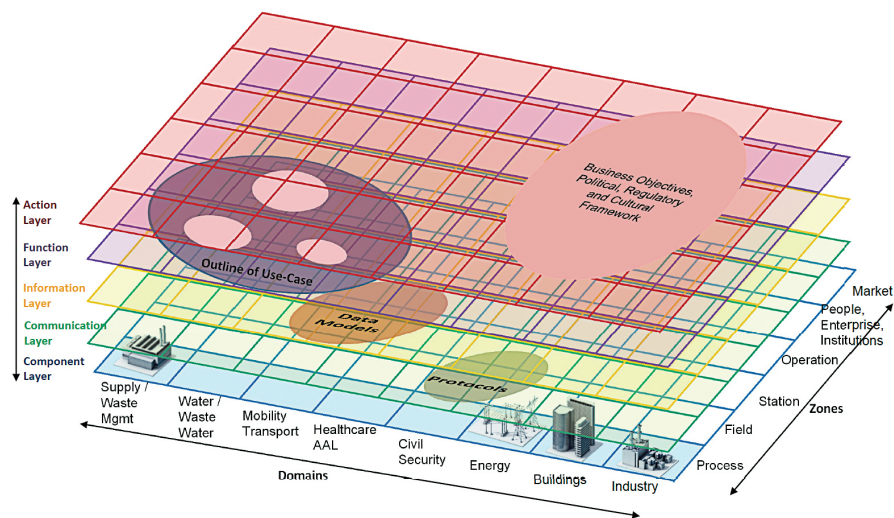 Business Objectives,
Political, Regulatory
and Cultural
Framework
Action
Layer
Function
Layer
Outline of Use-Case
Information
Layer
Data
Models
Communication
Layer
Protocols
Component
Layer
Supply
Waste /
Mgmt
Water /
Waste
Water
Mobility
Transport
Healthcare
AAL
Civil
Security
Energy
Buildings
Industry
Domains
Market
People,
Enterprise,
Institutions
Operation
Station
Field
Process
Zones